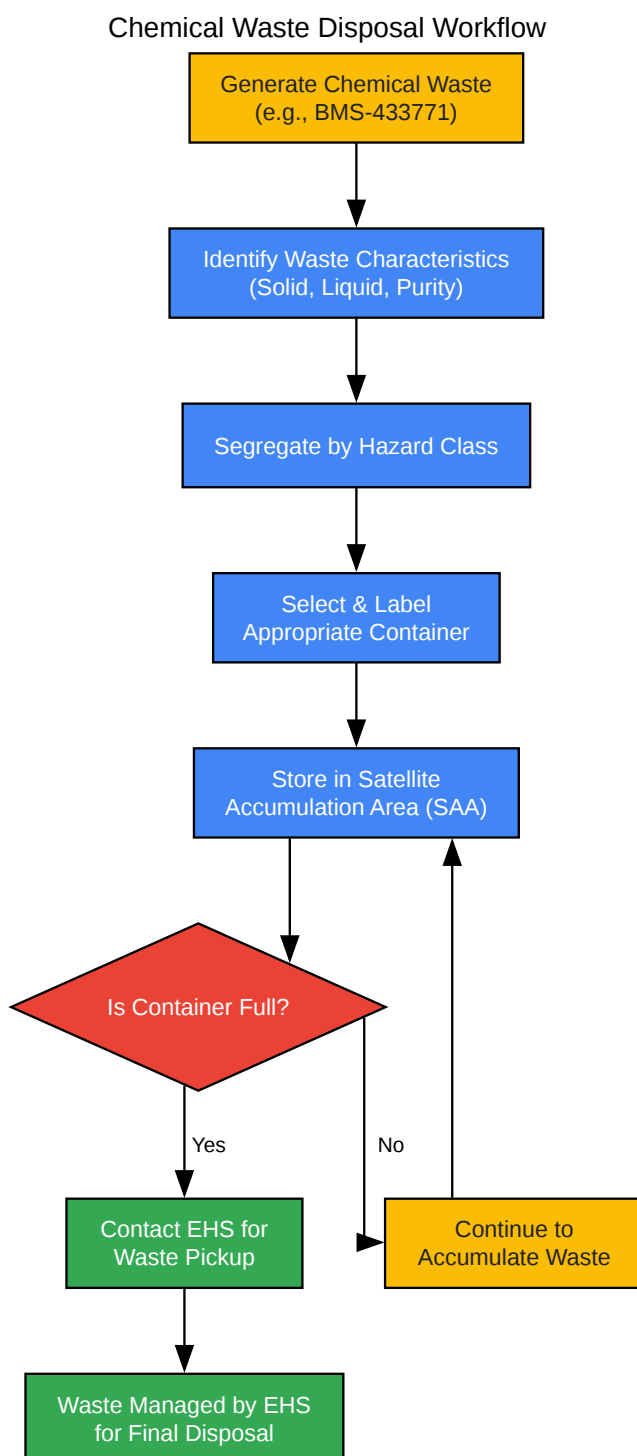 Chemical Waste Disposal Workflow
Generate Chemical Waste
(e.g., BMS-433771)
Identify Waste Characteristics
(Solid, Liquid, Purity)
Segregate by Hazard Class
Select & Label
Appropriate Container
Store in Satellite
Accumulation Area (SAA)
Is Container Full?
Yes
No
Contact EHS for
Waste Pickup
Continue to
Accumulate Waste
Waste Managed by EHS
for Final Disposal